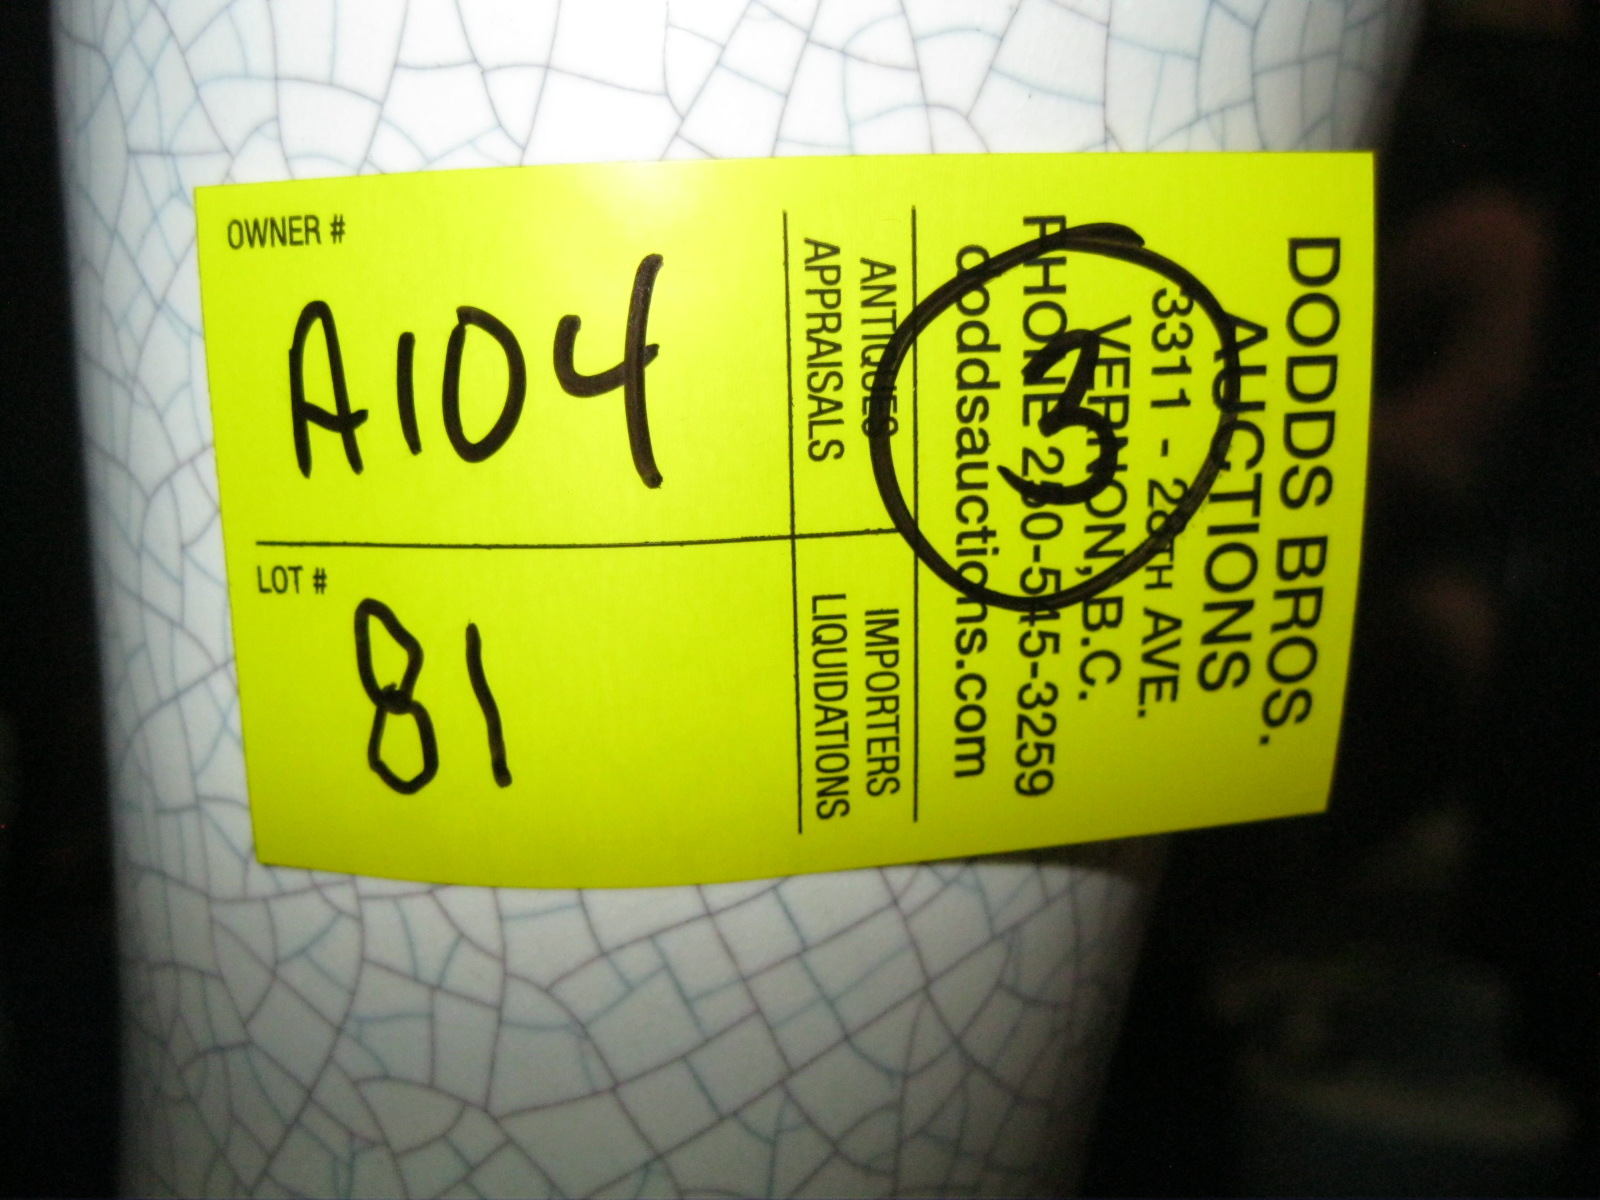 DODDS BROS.
AUCTIONS
3311 - 28TH AVE.
VERNON, B.C.
PHONE 250-545-3259
doddsauctions.com
ANTIQUES
APPRAISALS
IMPORTERS
LIQUIDATIONS
OWNER #
A104
LOT #
81